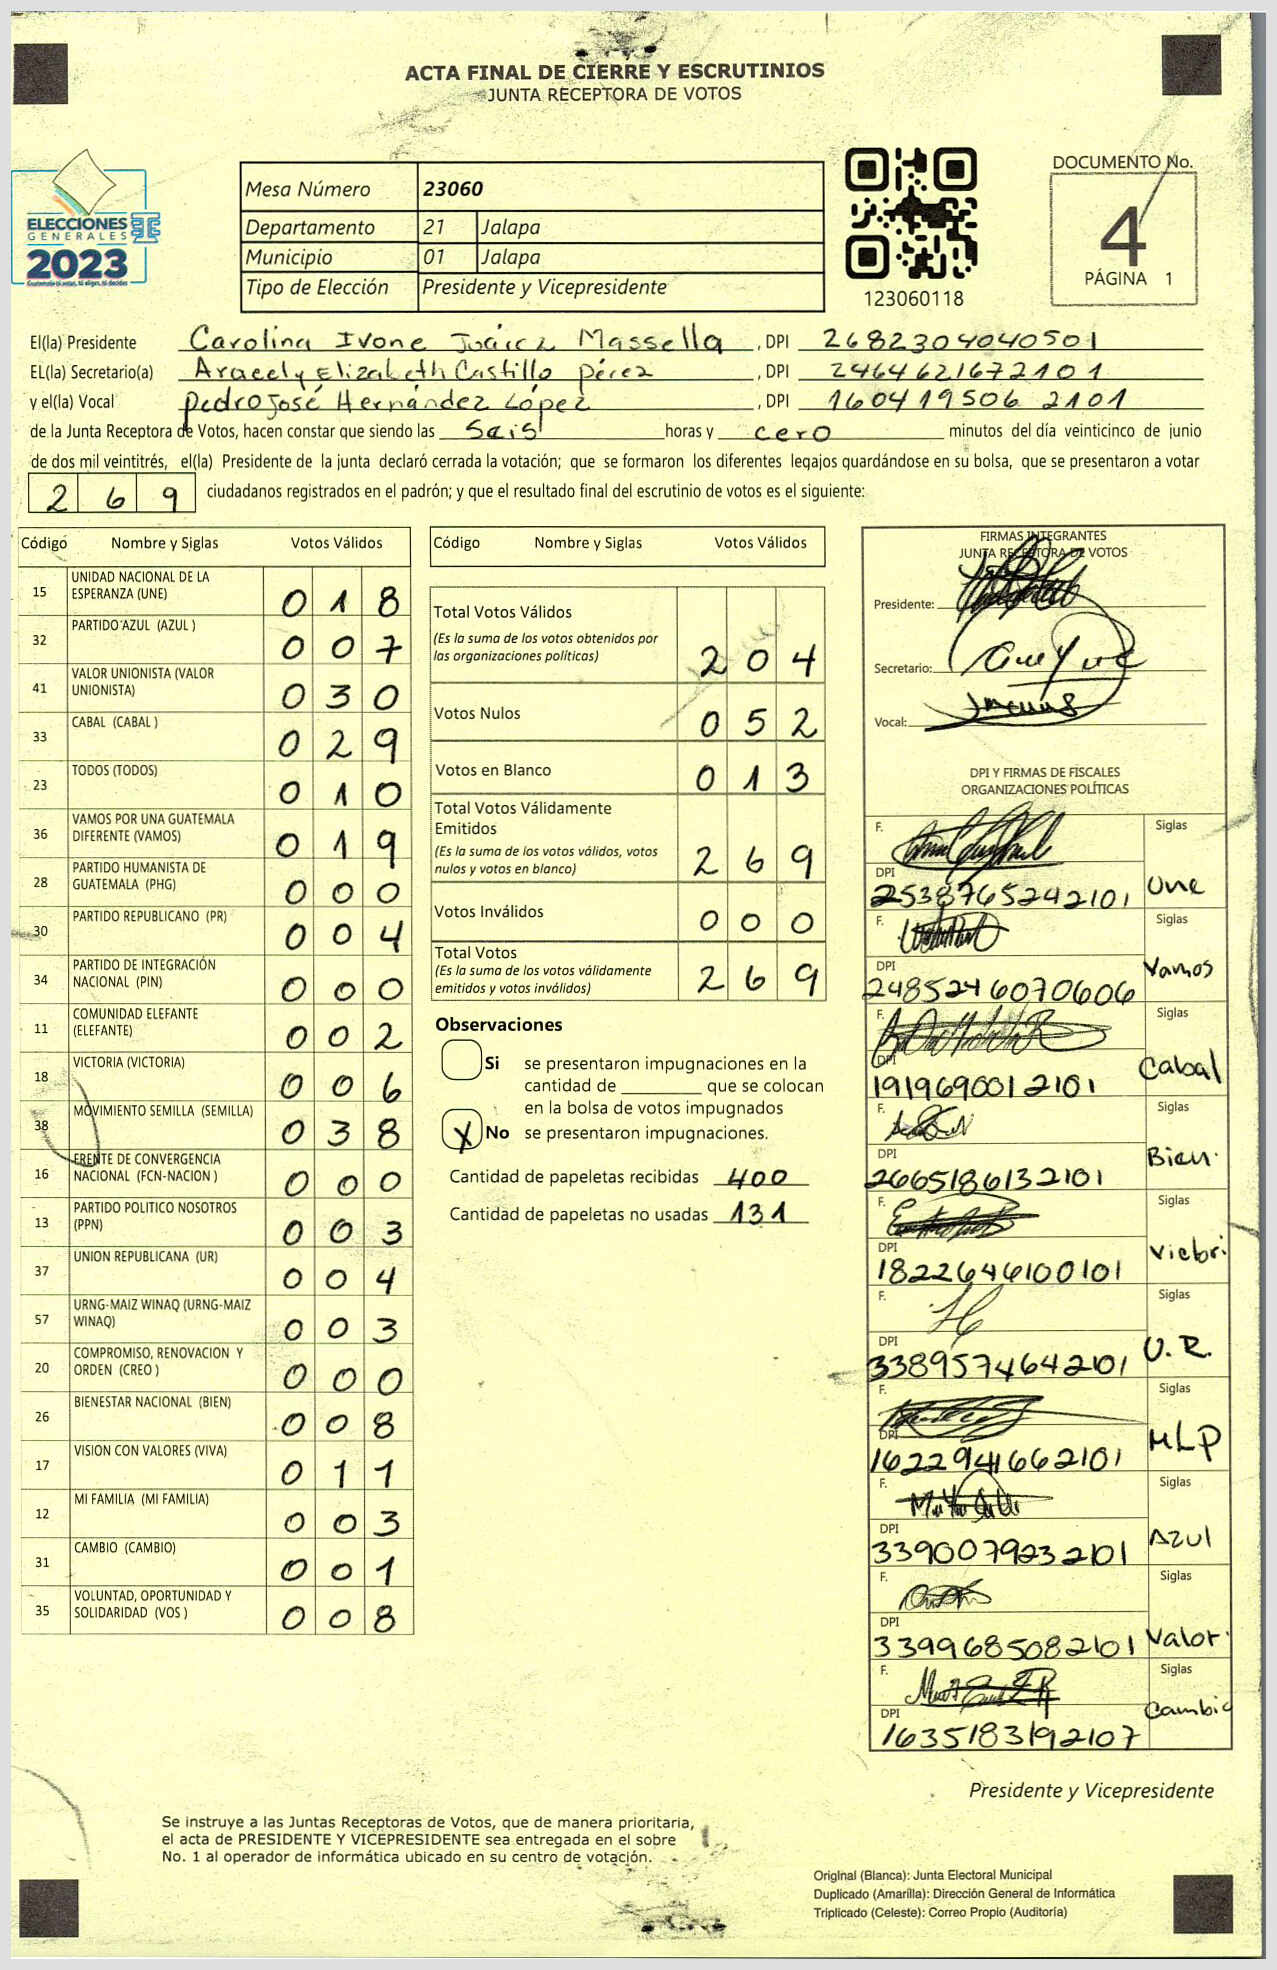 ACTA FINAL DE CIERRE Y ESCRUTINIOS
JUNTA RECEPTORA DE VOTOS
ELECCIONES
GENERALES
2023
Guatemala tú votas, tú eliges, tú decides
Mesa Número 23060
Departamento 21 Jalapa
Municipio 01 Jalapa
Tipo de Elección Presidente y Vicepresidente
123060118
DOCUMENTO No.
4
PÁGINA 1
El(la) Presidente Carolina Ivone Juárez Massella, DPI 2682304040501
EL(la) Secretario(a) Aracely Elizabeth Castillo Pérez, DPI 2464621672101
y el(la) Vocal Pedro José Hernández López, DPI 160419506 2101
de la Junta Receptora de Votos, hacen constar que siendo las Seis horas y cero minutos del día veinticinco de junio
de dos mil veintitrés, el(la) Presidente de la junta declaró cerrada la votación; que se formaron los diferentes legajos guardándose en su bolsa, que se presentaron a votar
2 6 9 ciudadanos registrados en el padrón; y que el resultado final del escrutinio de votos es el siguiente:
Código Nombre y Siglas Votos Válidos
15 UNIDAD NACIONAL DE LA ESPERANZA (UNE) 0 1 8
32 PARTIDO AZUL (AZUL ) 0 0 7
41 VALOR UNIONISTA (VALOR UNIONISTA) 0 3 0
33 CABAL (CABAL ) 0 2 9
23 TODOS (TODOS) 0 1 0
36 VAMOS POR UNA GUATEMALA DIFERENTE (VAMOS) 0 1 9
28 PARTIDO HUMANISTA DE GUATEMALA (PHG) 0 0 0
30 PARTIDO REPUBLICANO (PR) 0 0 4
34 PARTIDO DE INTEGRACIÓN NACIONAL (PIN) 0 0 0
11 COMUNIDAD ELEFANTE (ELEFANTE) 0 0 2
18 VICTORIA (VICTORIA) 0 0 6
38 MOVIMIENTO SEMILLA (SEMILLA) 0 3 8
16 FRENTE DE CONVERGENCIA NACIONAL (FCN-NACION ) 0 0 0
13 PARTIDO POLITICO NOSOTROS (PPN) 0 0 3
37 UNION REPUBLICANA (UR) 0 0 4
57 URNG-MAIZ WINAQ (URNG-MAIZ WINAQ) 0 0 3
20 COMPROMISO, RENOVACION Y ORDEN (CREO ) 0 0 0
26 BIENESTAR NACIONAL (BIEN) 0 0 8
17 VISION CON VALORES (VIVA) 0 1 1
12 MI FAMILIA (MI FAMILIA) 0 0 3
31 CAMBIO (CAMBIO) 0 0 1
35 VOLUNTAD, OPORTUNIDAD Y SOLIDARIDAD (VOS ) 0 0 8
Código Nombre y Siglas Votos Válidos
Total Votos Válidos
(Es la suma de los votos obtenidos por las organizaciones políticas) 2 0 4
Votos Nulos 0 5 2
Votos en Blanco 0 1 3
Total Votos Válidamente Emitidos
(Es la suma de los votos válidos, votos nulos y votos en blanco) 2 6 9
Votos Inválidos 0 0 0
Total Votos
(Es la suma de los votos válidamente emitidos y votos inválidos) 2 6 9
Observaciones
Si se presentaron impugnaciones en la
cantidad de ________ que se colocan
en la bolsa de votos impugnados
X No se presentaron impugnaciones.
Cantidad de papeletas recibidas 400
Cantidad de papeletas no usadas 131
FIRMAS INTEGRANTES
JUNTA RECEPTORA DE VOTOS
Presidente:
Secretario:
Vocal:
DPI Y FIRMAS DE FISCALES
ORGANIZACIONES POLÍTICAS
F. Siglas
DPI
2538765242101 Une
F. Siglas
DPI
2485246070606 Vamos
F. Siglas
DPI
1919690012101 Cabal
F. Siglas
DPI
2665186132101 Bien.
F. Siglas
DPI
1822646100101 Victori
F. Siglas
DPI
3389574642101 U.R.
F. Siglas
DPI
1622941662101 MLP
F. Siglas
DPI
3390079232101 Azul
F. Siglas
DPI
3399685082101 Valor.
F. Siglas
DPI
1635183192107 Cambio
Presidente y Vicepresidente
Se instruye a las Juntas Receptoras de Votos, que de manera prioritaria,
el acta de PRESIDENTE Y VICEPRESIDENTE sea entregada en el sobre
No. 1 al operador de informática ubicado en su centro de votación.
Original (Blanca): Junta Electoral Municipal
Duplicado (Amarilla): Dirección General de Informática
Triplicado (Celeste): Correo Propio (Auditoría)